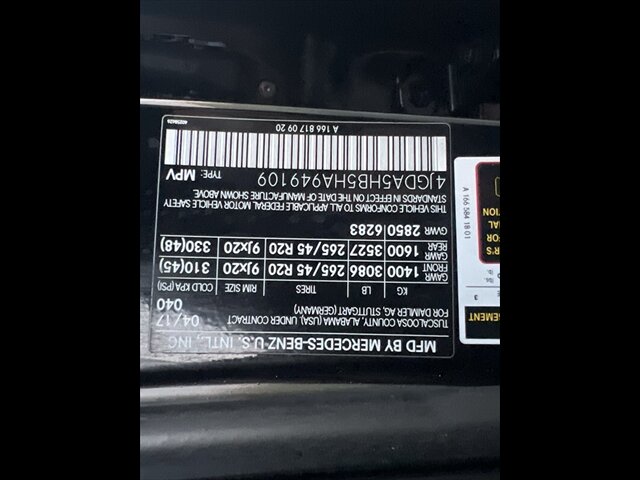 MFD BY MERCEDES-BENZ U.S. INTL., INC.
TUSCALOOSA COUNTY, ALABAMA (USA), UNDER CONTRACT
FOR DAIMLER AG, STUTTGART (GERMANY)
04/17
040
KG LB TIRES RIM SIZE COLD KPA (PSI)
FRONT GAWR 1400 3086 265/45 R20 9Jx20 310(45)
REAR GAWR 1600 3527 265/45 R20 9Jx20 330(48)
GVWR 2850 6283
THIS VEHICLE CONFORMS TO ALL APPLICABLE FEDERAL MOTOR VEHICLE SAFETY
STANDARDS IN EFFECT ON THE DATE OF MANUFACTURE SHOWN ABOVE.
4JGDA5HB5HA949109 TYPE: MPV
A 166 817 09 20
A 166 584 18 01